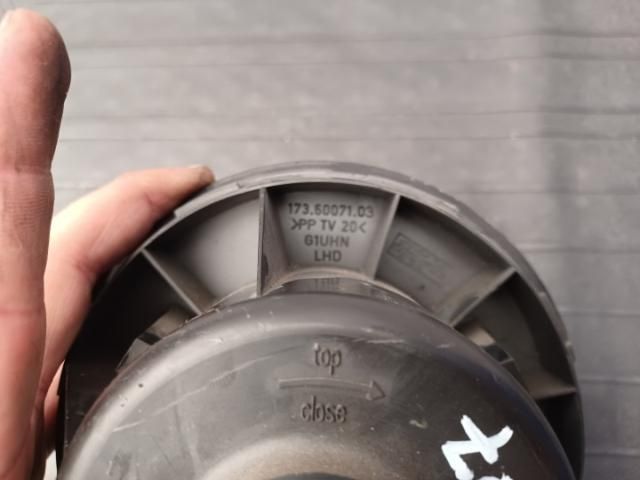 173.60071.03
>PP TV 20<
G1UHN
LHD
top
close